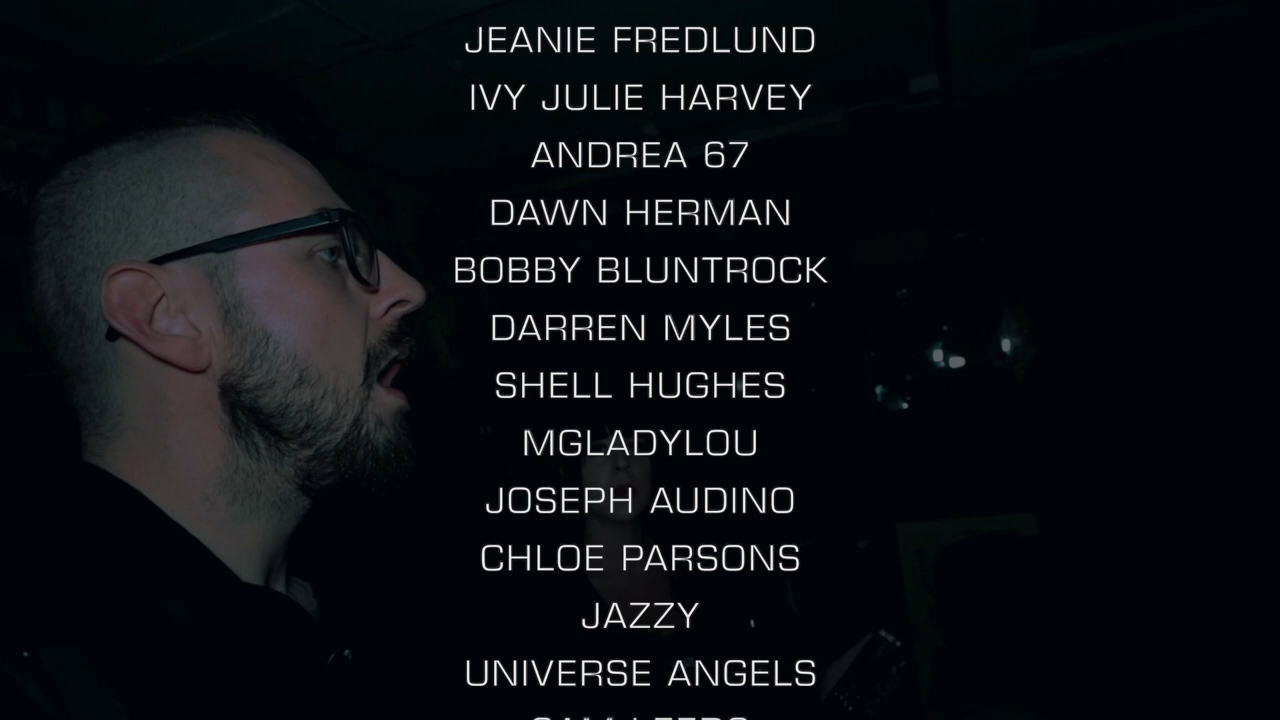 JEANIE FREDLUND
IVY JULIE HARVEY
ANDREA 67
DAWN HERMAN
BOBBY BLUNTROCK
DARREN MYLES
SHELL HUGHES
MGLADYLOU
JOSEPH AUDINO
CHLOE PARSONS
JAZZY
UNIVERSE ANGELS